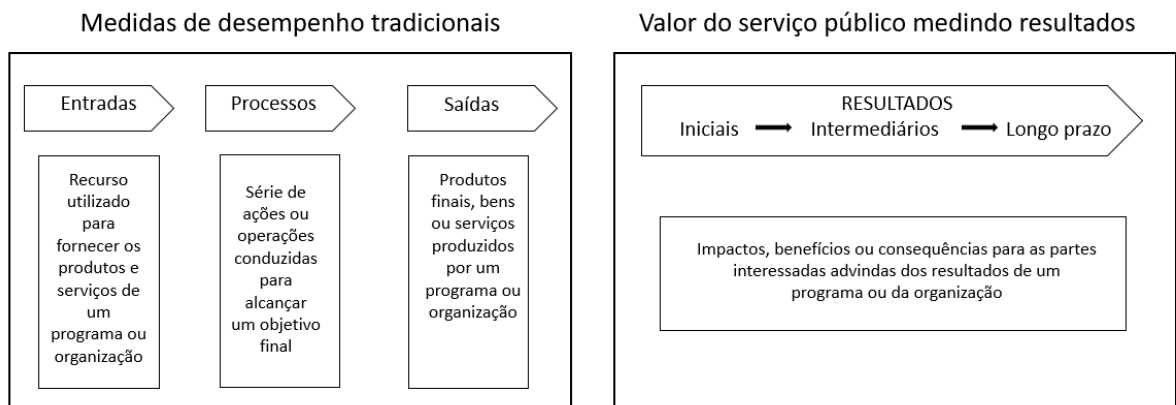 Medidas de desempenho tradicionais
Entradas
Processos
Saídas
Recurso
utilizado
para
fornecer os
produtos e
serviços de
um
programa ou
organização
Série de
ações ou
operações
conduzidas
para
alcançar
um objetivo
final
Produtos
finais, bens
ou serviços
produzidos
por um
programa ou
organização
Valor do serviço público medindo resultados
RESULTADOS
Iniciais Intermediários Longo prazo
Impactos, benefícios ou consequências para as partes
interessadas advindas dos resultados de um
programa ou da organização